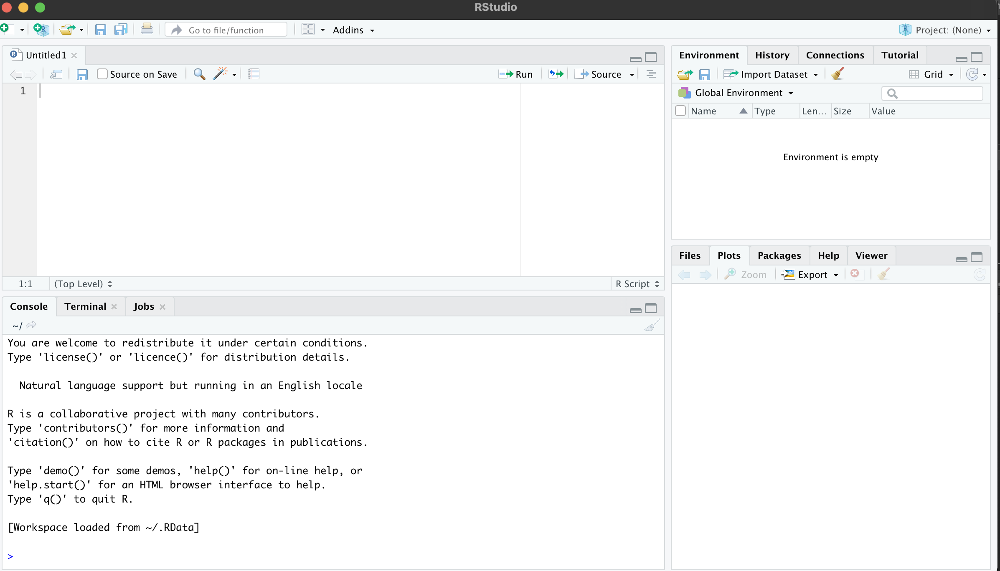 RStudio
Go to file/function
Addins
Project: (None)
Untitled1
Source on Save
Run
Source
1
1:1
(Top Level)
R Script
Console
Terminal
Jobs
~/
You are welcome to redistribute it under certain conditions.
Type 'license()' or 'licence()' for distribution details.
Natural language support but running in an English locale
R is a collaborative project with many contributors.
Type 'contributors()' for more information and
'citation()' on how to cite R or R packages in publications.
Type 'demo()' for some demos, 'help()' for on-line help, or
'help.start()' for an HTML browser interface to help.
Type 'q()' to quit R.
[Workspace loaded from ~/.RData]
>
Environment History Connections Tutorial
Import Dataset
Grid
Global Environment
Name Type Len... Size Value
Environment is empty
Files Plots Packages Help Viewer
Zoom
Export